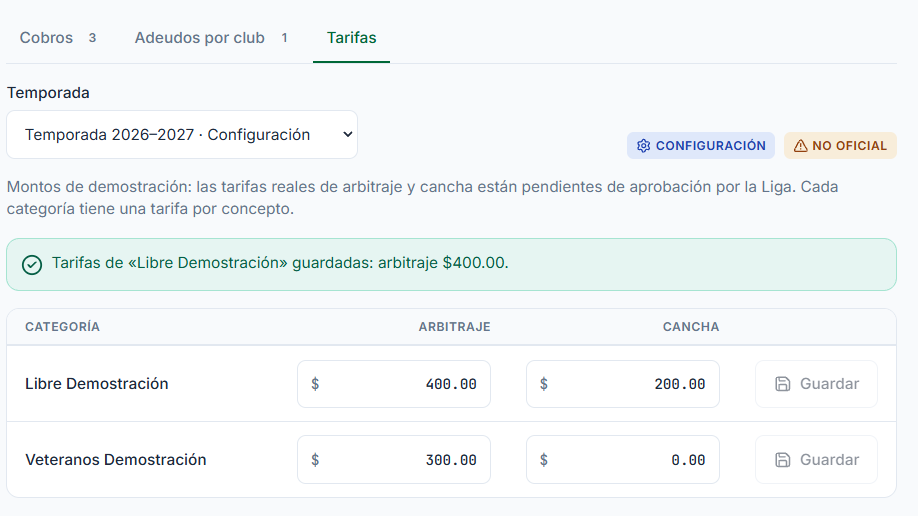 Cobros 3 Adeudos por club 1 Tarifas
Temporada
Temporada 2026–2027 · Configuración
CONFIGURACIÓN NO OFICIAL
Montos de demostración: las tarifas reales de arbitraje y cancha están pendientes de aprobación por la Liga. Cada
categoría tiene una tarifa por concepto.
Tarifas de «Libre Demostración» guardadas: arbitraje $400.00.
CATEGORÍA ARBITRAJE CANCHA
Libre Demostración $ 400.00 $ 200.00 Guardar
Veteranos Demostración $ 300.00 $ 0.00 Guardar